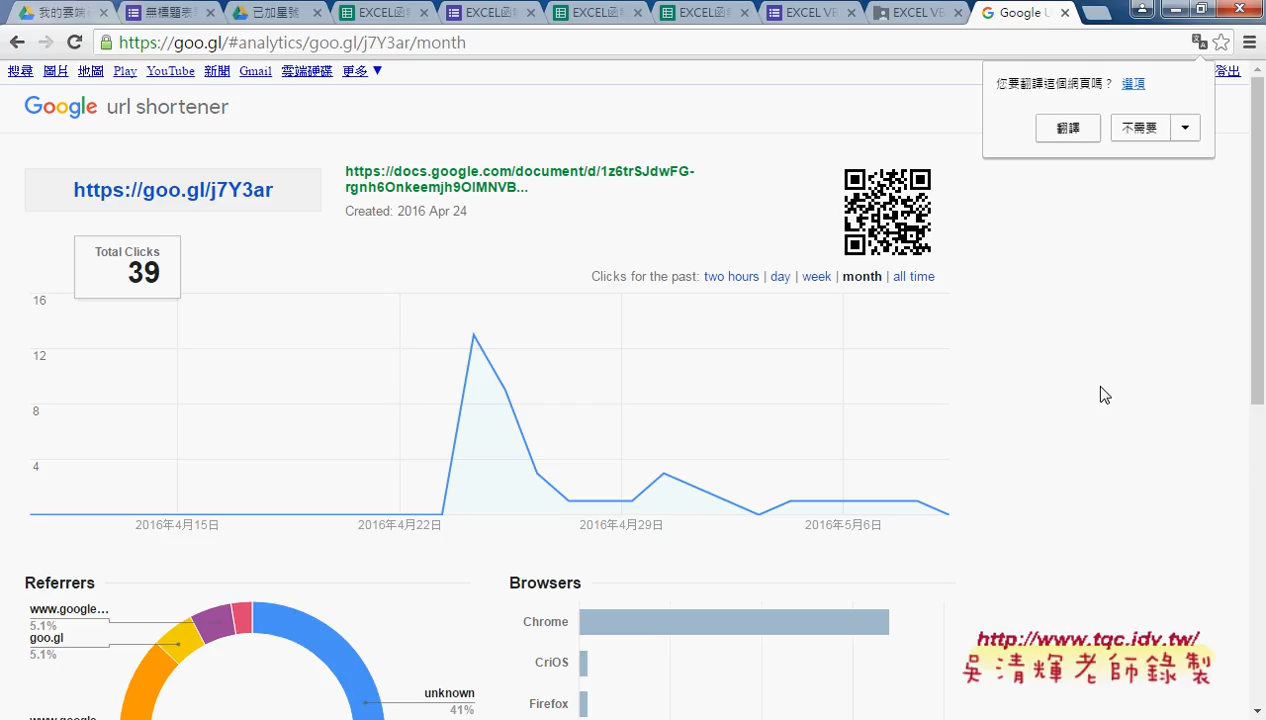 我的雲端
無標題表
已加星號
EXCEL函
EXCEL函
EXCEL函
EXCEL函
EXCEL VB
EXCEL VB
Google U
https://goo.gl/#analytics/goo.gl/j7Y3ar/month
搜尋 圖片 地圖 Play YouTube 新聞 Gmail 雲端硬碟 更多 ▼
登出
您要翻譯這個網頁嗎？ 選項
翻譯 不需要
Google url shortener
https://goo.gl/j7Y3ar
https://docs.google.com/document/d/1z6trSJdwFG-
rgnh6Onkeemjh9OIMNVB...
Created: 2016 Apr 24
Total Clicks
39
Clicks for the past: two hours | day | week | month | all time
16
12
8
4
2016年4月15日 2016年4月22日 2016年4月29日 2016年5月6日
Referrers
www.google...
5.1%
goo.gl
5.1%
unknown
41%
Browsers
Chrome
CriOS
Firefox
http://www.tqc.idv.tw/
吳清輝老師錄製